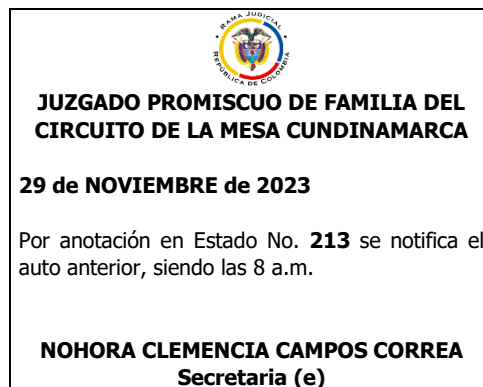 RAMA JUDICIAL
REPÚBLICA DE COLOMBIA
JUZGADO PROMISCUO DE FAMILIA DEL
CIRCUITO DE LA MESA CUNDINAMARCA
29 de NOVIEMBRE de 2023
Por anotación en Estado No. 213 se notifica el
auto anterior, siendo las 8 a.m.
NOHORA CLEMENCIA CAMPOS CORREA
Secretaria (e)